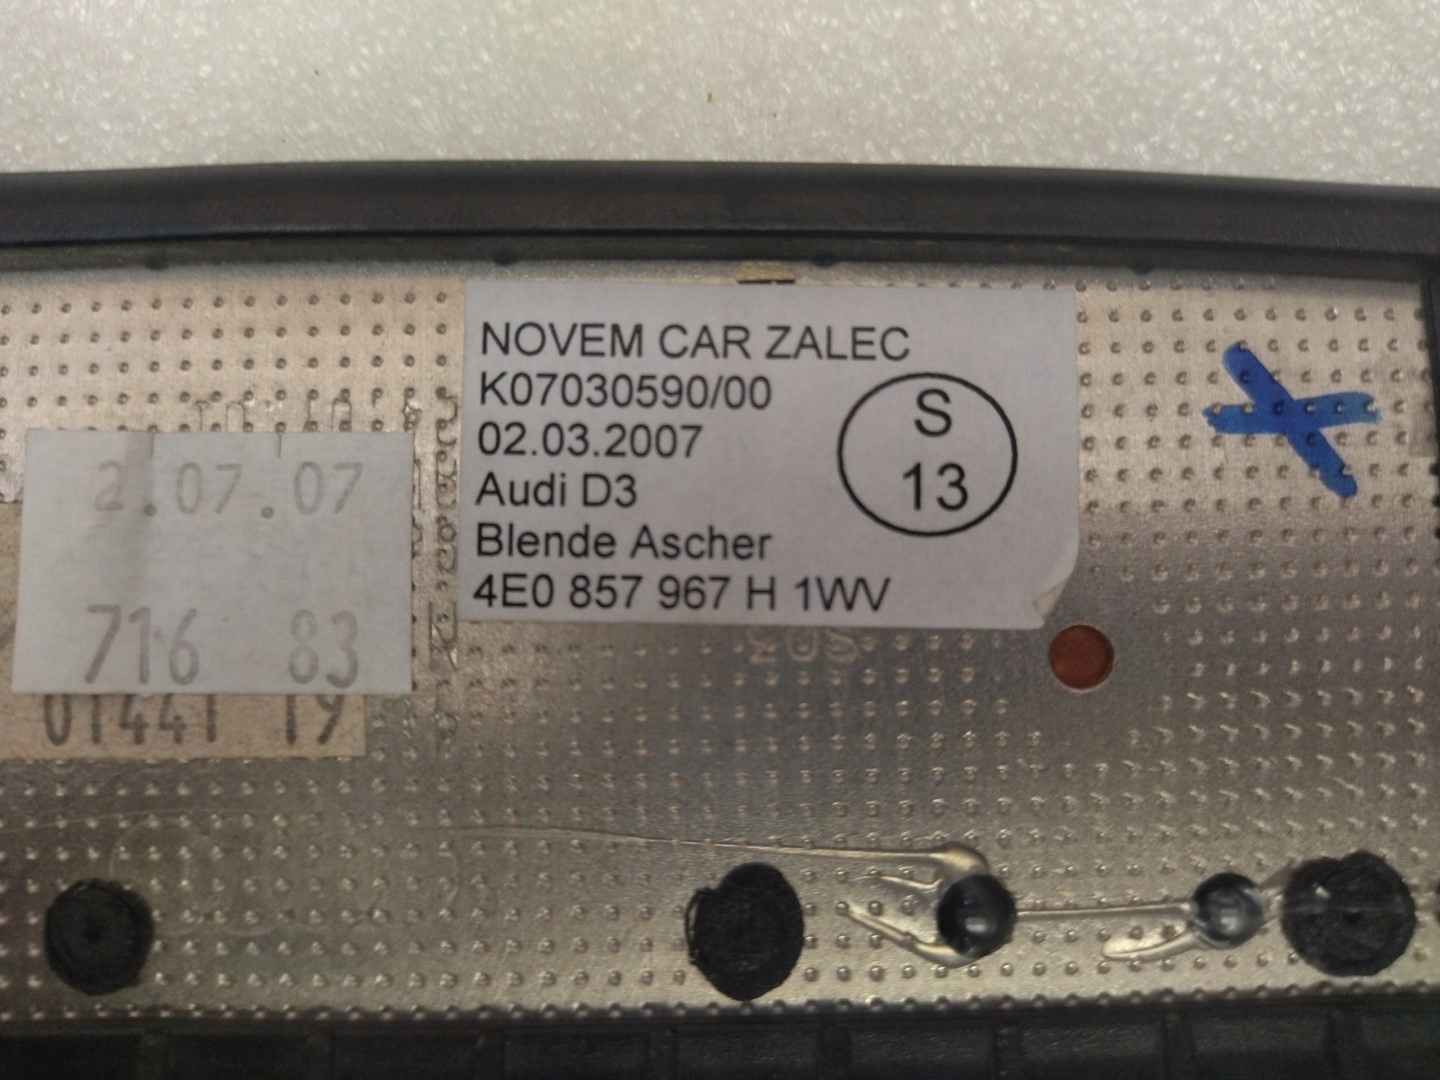 NOVEM CAR ZALEC
K07030590/00
02.03.2007
Audi D3
Blende Ascher
4E0 857 967 H 1WV
S
13
2.07.07
716 83
01441 19